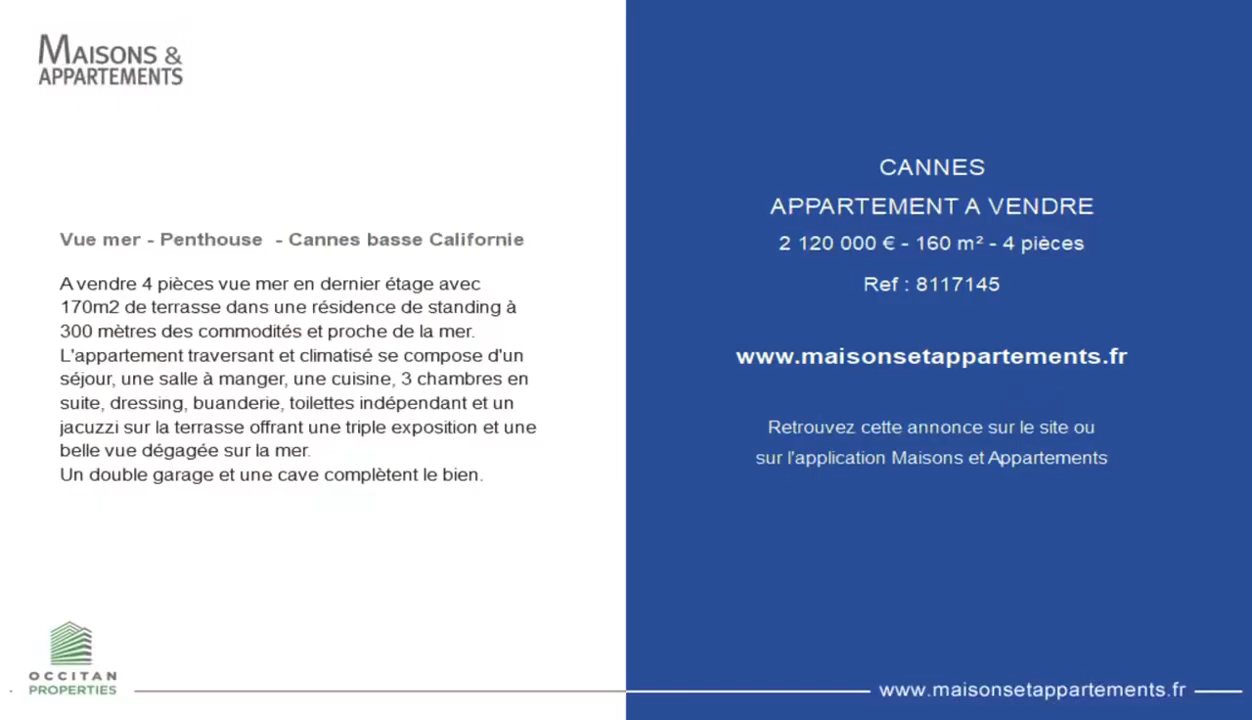 MAISONS &
APPARTEMENTS
Vue mer - Penthouse - Cannes basse Californie
A vendre 4 pièces vue mer en dernier étage avec
170m2 de terrasse dans une résidence de standing à
300 mètres des commodités et proche de la mer.
L'appartement traversant et climatisé se compose d'un
séjour, une salle à manger, une cuisine, 3 chambres en
suite, dressing, buanderie, toilettes indépendant et un
jacuzzi sur la terrasse offrant une triple exposition et une
belle vue dégagée sur la mer.
Un double garage et une cave complètent le bien.
OCCITAN
PROPERTIES
CANNES
APPARTEMENT A VENDRE
2 120 000 € - 160 m² - 4 pièces
Ref : 8117145
www.maisonsetappartements.fr
Retrouvez cette annonce sur le site ou
sur l'application Maisons et Appartements
www.maisonsetappartements.fr